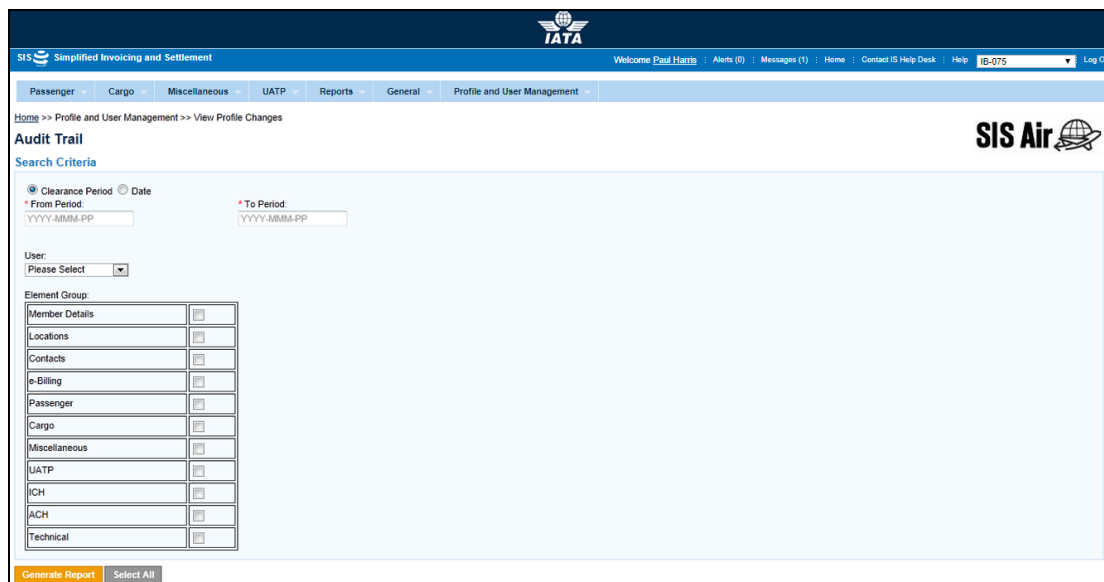 IATA
SIS Simplified Invoicing and Settlement
Welcome Paul Harris : Alerts (0) : Messages (1) : Home : Contact IS Help Desk : Help IB-075 Log O
Passenger Cargo Miscellaneous UATP Reports General Profile and User Management
Home >> Profile and User Management >> View Profile Changes
SIS Air
Audit Trail
Search Criteria
Clearance Period Date
* From Period: * To Period:
YYYY-MMM-PP YYYY-MMM-PP
User:
Please Select
Element Group:
Member Details
Locations
Contacts
e-Billing
Passenger
Cargo
Miscellaneous
UATP
ICH
ACH
Technical
Generate Report Select All